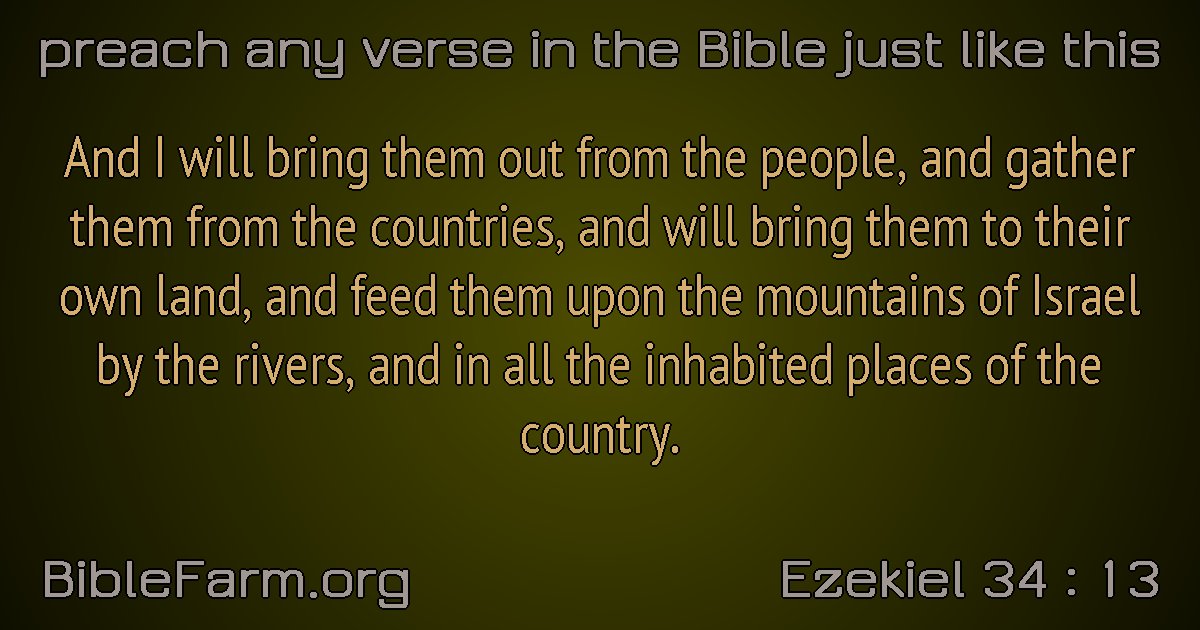 preach any verse in the Bible just like this
And I will bring them out from the people, and gather
them from the countries, and will bring them to their
own land, and feed them upon the mountains of Israel
by the rivers, and in all the inhabited places of the
country.
BibleFarm.org
Ezekiel 34 : 13